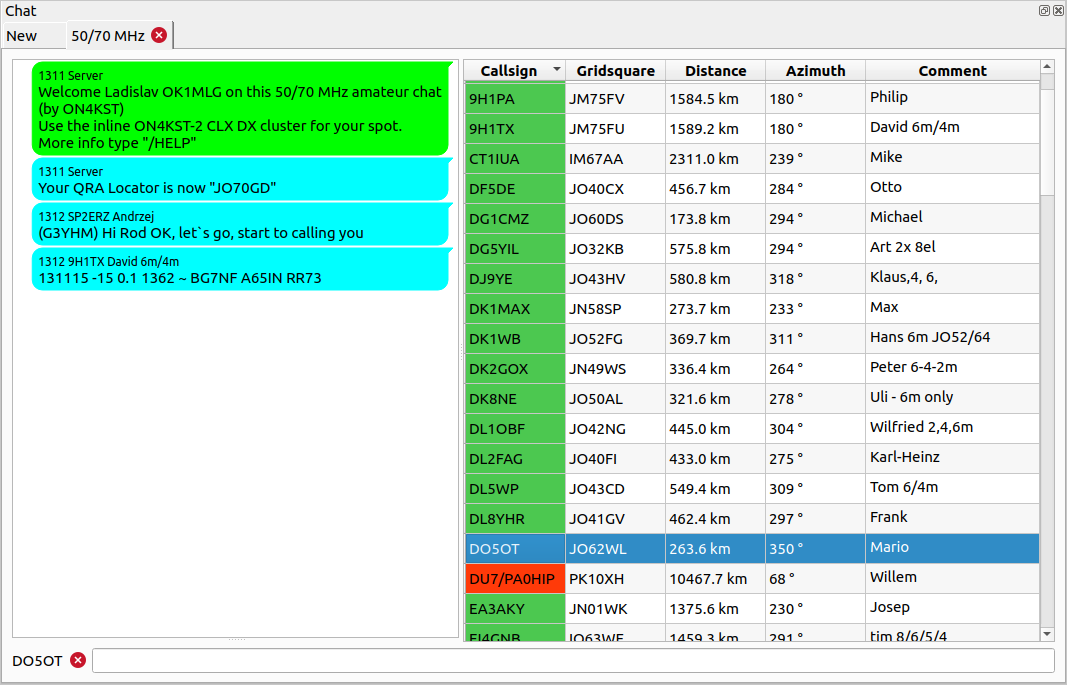 Chat
New
50/70 MHz
1311 Server
Welcome Ladislav OK1MLG on this 50/70 MHz amateur chat
(by ON4KST)
Use the inline ON4KST-2 CLX DX cluster for your spot.
More info type "/HELP"
1311 Server
Your QRA Locator is now "JO70GD"
1312 SP2ERZ Andrzej
(G3YHM) Hi Rod OK, let`s go, start to calling you
1312 9H1TX David 6m/4m
131115 -15 0.1 1362 ~ BG7NF A65IN RR73
Callsign Gridsquare Distance Azimuth Comment
9H1PA JM75FV 1584.5 km 180 ° Philip
9H1TX JM75FU 1589.2 km 180 ° David 6m/4m
CT1IUA IM67AA 2311.0 km 239 ° Mike
DF5DE JO40CX 456.7 km 284 ° Otto
DG1CMZ JO60DS 173.8 km 294 ° Michael
DG5YIL JO32KB 575.8 km 294 ° Art 2x 8el
DJ9YE JO43HV 580.8 km 318 ° Klaus,4, 6,
DK1MAX JN58SP 273.7 km 233 ° Max
DK1WB JO52FG 369.7 km 311 ° Hans 6m JO52/64
DK2GOX JN49WS 336.4 km 264 ° Peter 6-4-2m
DK8NE JO50AL 321.6 km 278 ° Uli - 6m only
DL1OBF JO42NG 445.0 km 304 ° Wilfried 2,4,6m
DL2FAG JO40FI 433.0 km 275 ° Karl-Heinz
DL5WP JO43CD 549.4 km 309 ° Tom 6/4m
DL8YHR JO41GV 462.4 km 297 ° Frank
DO5OT JO62WL 263.6 km 350 ° Mario
DU7/PA0HIP PK10XH 10467.7 km 68 ° Willem
EA3AKY JN01WK 1375.6 km 230 ° Josep
EI4GNB IO63WE 1459.3 km 291 ° tim 8/6/5/4
DO5OT